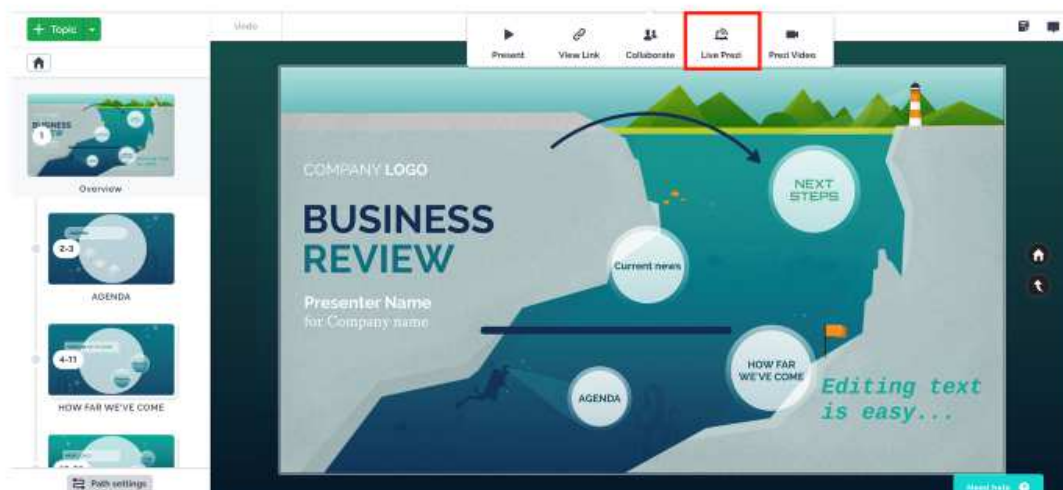 + Topic
Undo
Present
View Link
Collaborate
Live Prezi
Prezi Video
1
Overview
2-3
AGENDA
4-11
HOW FAR WE'VE COME
Path settings
COMPANY LOGO
BUSINESS
REVIEW
Presenter Name
for Company name
NEXT
STEPS
Current news
HOW FAR
WE'VE COME
AGENDA
Editing text
is easy...
Need help